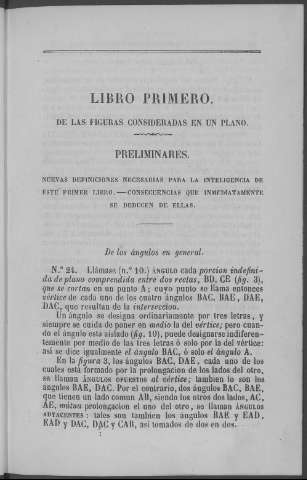 LIBRO PRIMERO.
DE LAS FIGURAS CONSIDERADAS EN UN PLANO.
PRELIMINARES.
NUEVAS DEFINICIONES NECESARIAS PARA LA INTELIGENCIA DE
ESTE PRIMER LIBRO.—CONSECUENCIAS QUE INMEDIATAMENTE
SE DEDUCEN DE ELLAS.
De los ángulos en general.
N.º 24. Llámase (n.º 10.) ÁNGULO cada porcion indefini-
da de plano comprendida entre dos rectas, BD, CE (fig. 3),
que se cortan en un punto A; cuyo punto se llama entonces
vértice de cada uno de los cuatro ángulos BAC, BAE, DAE,
DAC, que resultan de la interseccion.
Un ángulo se designa ordinariamente por tres letras, y
siempre se cuida de poner en medio la del vértice; pero cuan-
do el ángulo está aislado (fig. 10), puede designarse indiferen-
temente por medio de las tres letras ó solo por la del vértice:
asi se dice igualmente el ángulo BAC, ó solo el ángulo A.
En la figura 3, los ángulos BAC, DAE, cada uno de los
cuales está formado por la prolongacion de los lados del otro,
se llaman ÁNGULOS OPUESTOS al vértice; tambien lo son los
ángulos BAE, DAC. Por el contrario, dos ángulos BAC, BAE,
que tienen un lado comun AB, siendo los otros dos lados, AC,
AE, mútua prolongacion el uno del otro, se llaman ÁNGULOS
ADYACENTES: tales son tambien los ángulos BAE y EAD,
EAD y DAC, DAC y CAB, asi tomados de dos en dos.